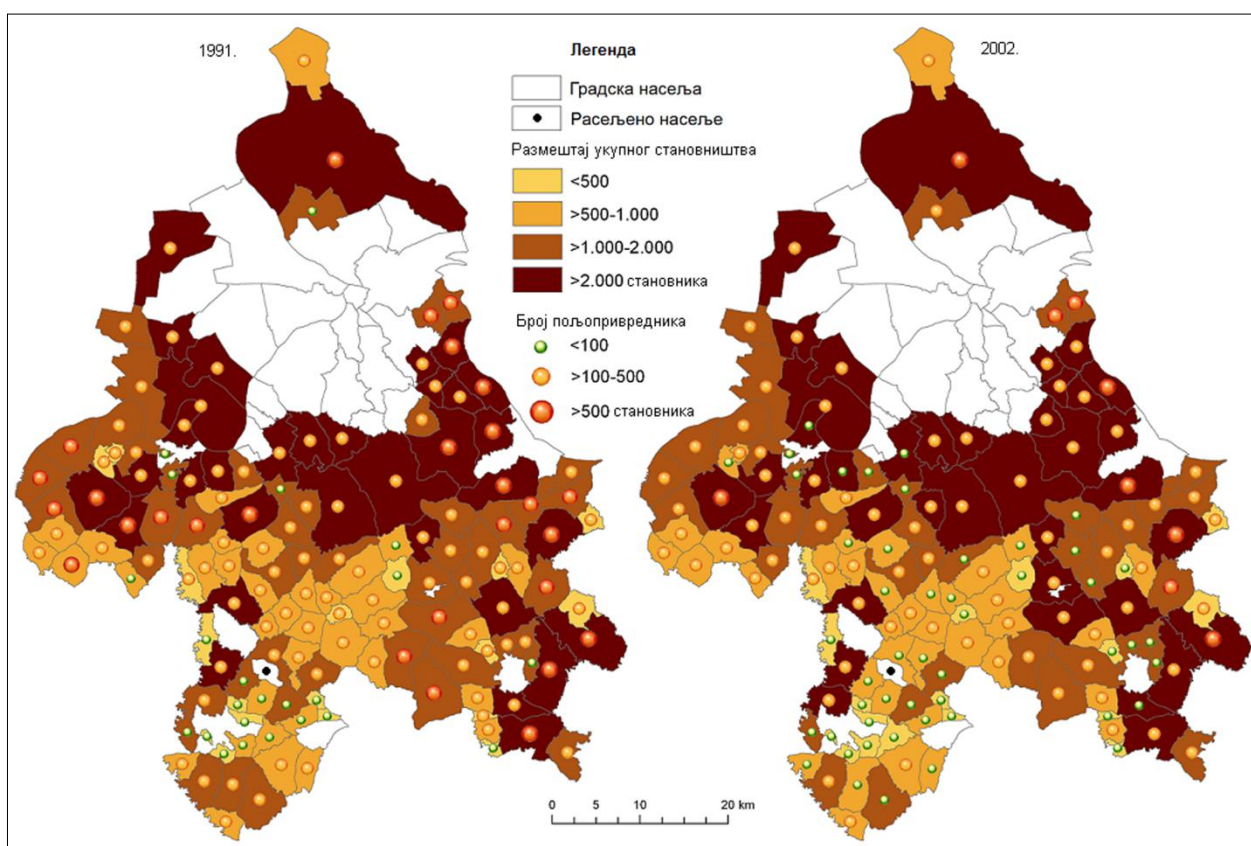 1991.
Легенда
2002.
Градска насеља
Расељено насеље
Размештај укупног становништва
<500
>500-1.000
>1.000-2.000
>2.000 становника
Број пољопривредника
<100
>100-500
>500 становника
0 5 10 20 km